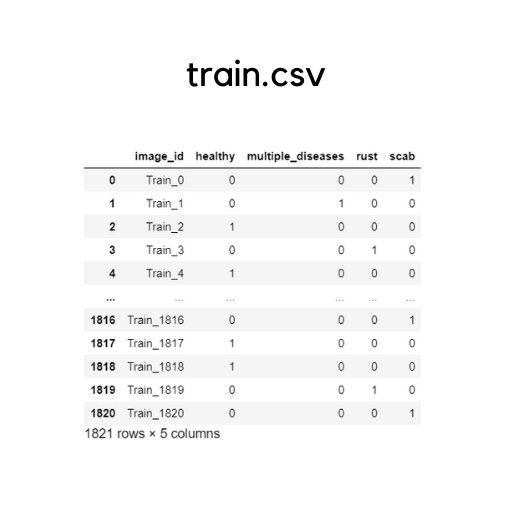 train.csv
image_id healthy multiple_diseases rust scab
0 Train_0 0 0 0 1
1 Train_1 0 1 0 0
2 Train_2 1 0 0 0
3 Train_3 0 0 1 0
4 Train_4 1 0 0 0
... ... ... ... ... ...
1816 Train_1816 0 0 0 1
1817 Train_1817 1 0 0 0
1818 Train_1818 1 0 0 0
1819 Train_1819 0 0 1 0
1820 Train_1820 0 0 0 1
1821 rows × 5 columns